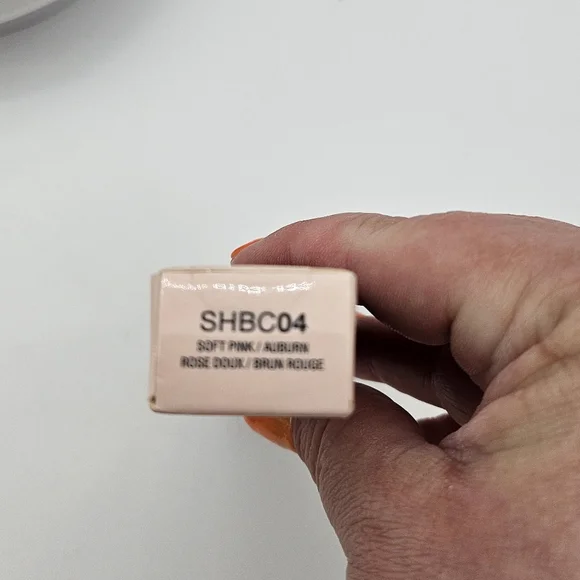 SHBC04
SOFT PINK / AUBURN
ROSE DOUX / BRUN ROUGE